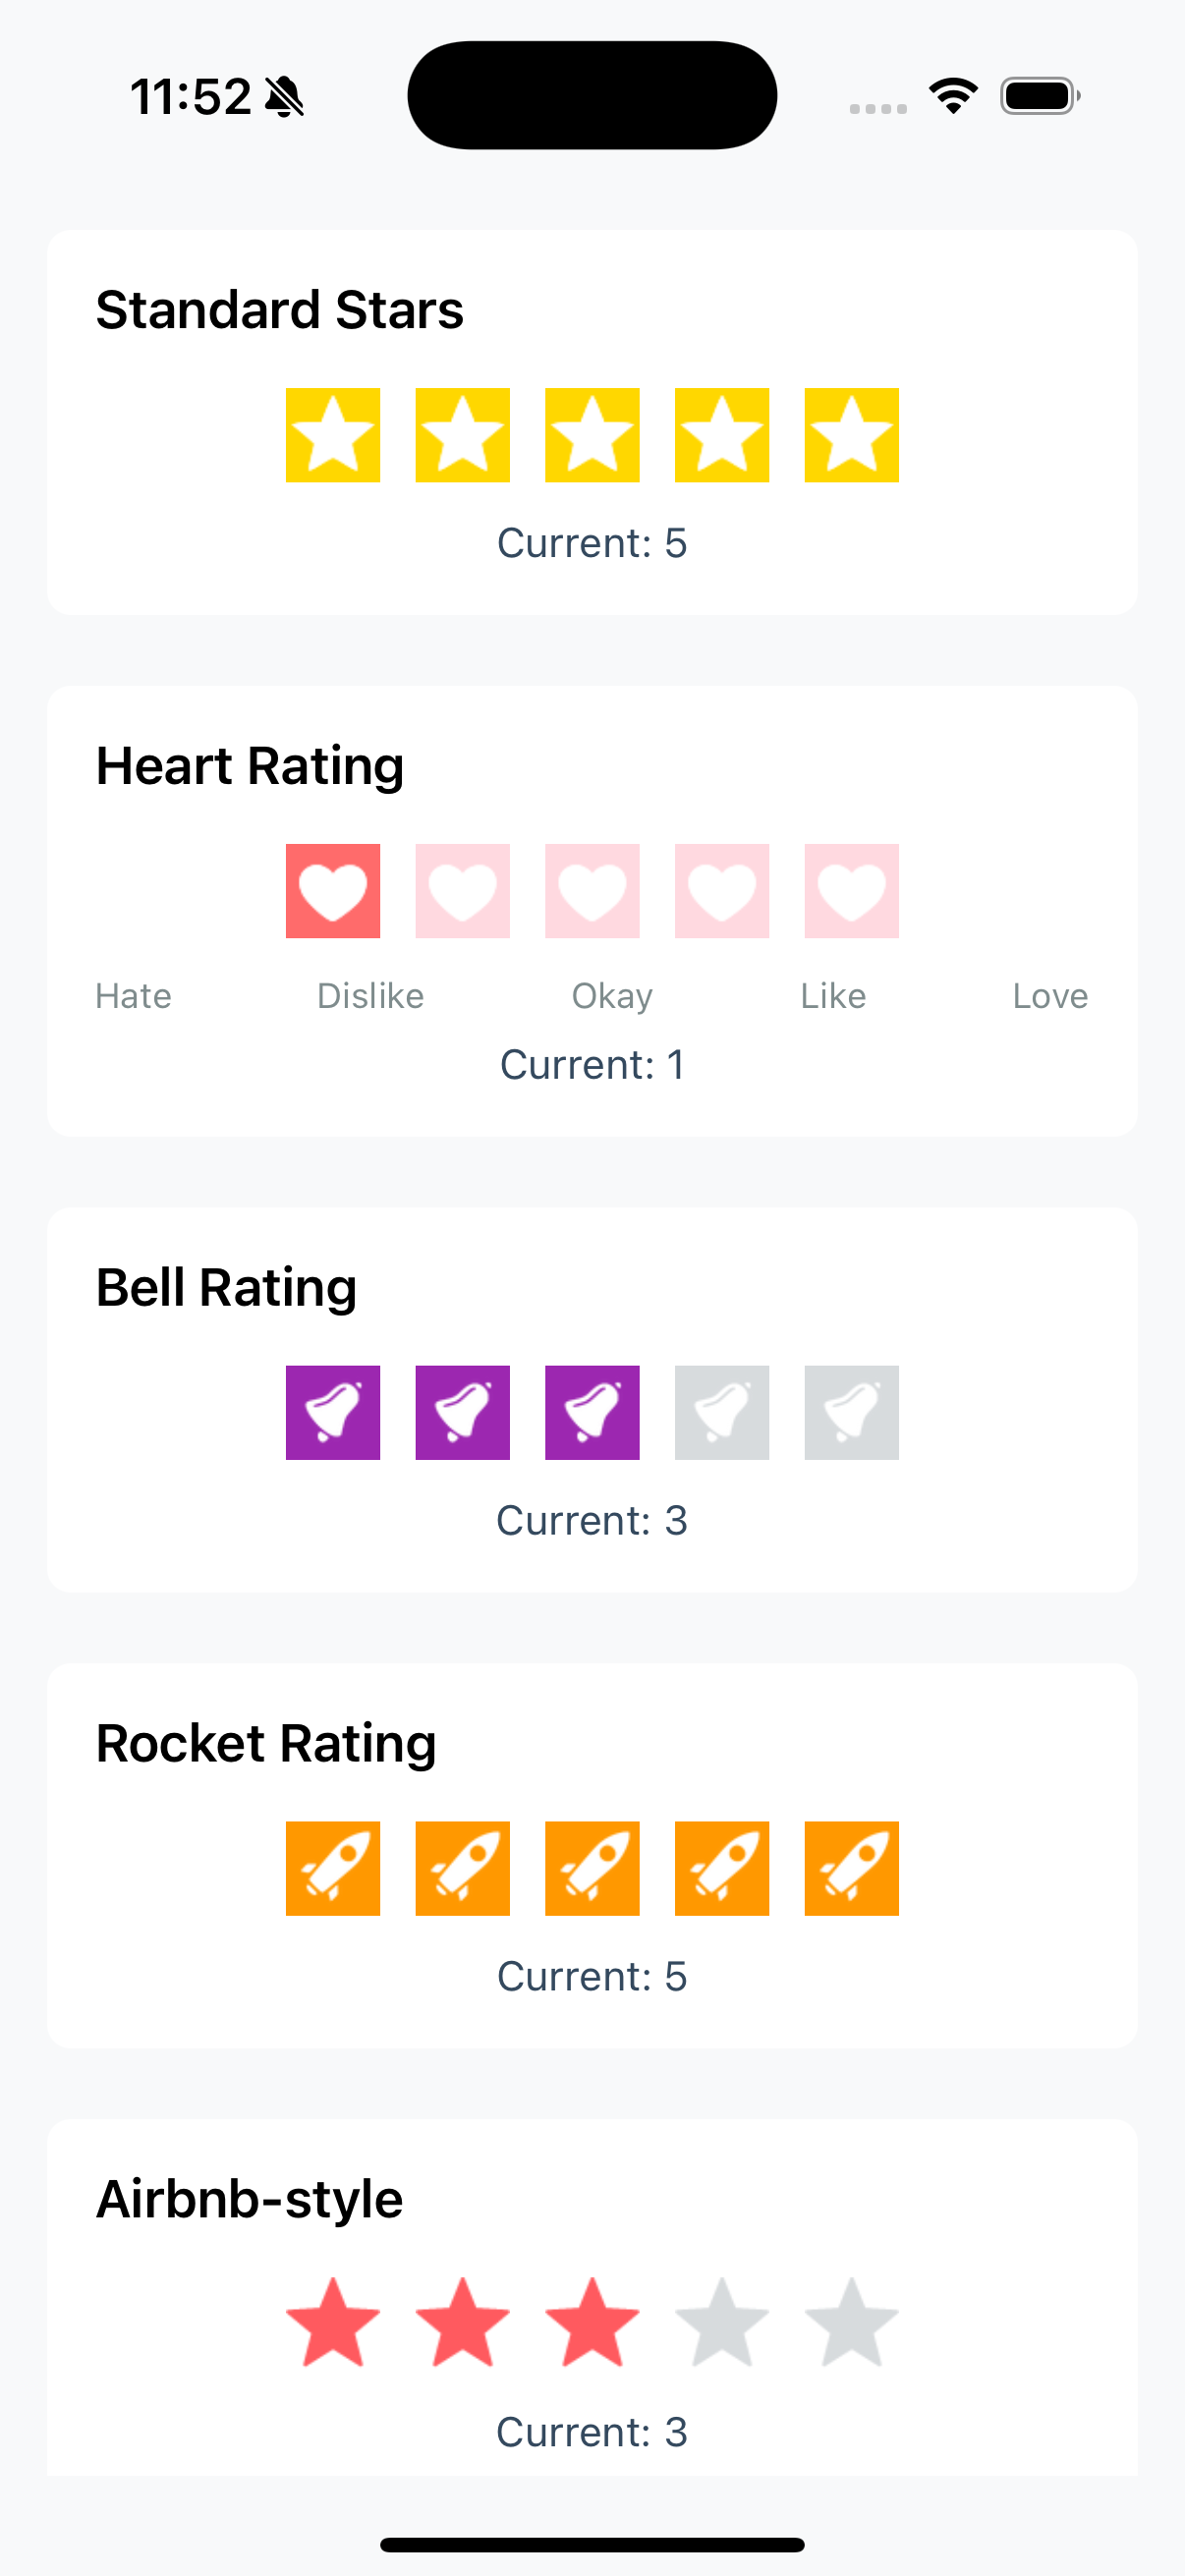 11:52
Standard Stars
Current: 5
Heart Rating
Hate Dislike Okay Like Love
Current: 1
Bell Rating
Current: 3
Rocket Rating
Current: 5
Airbnb-style
Current: 3